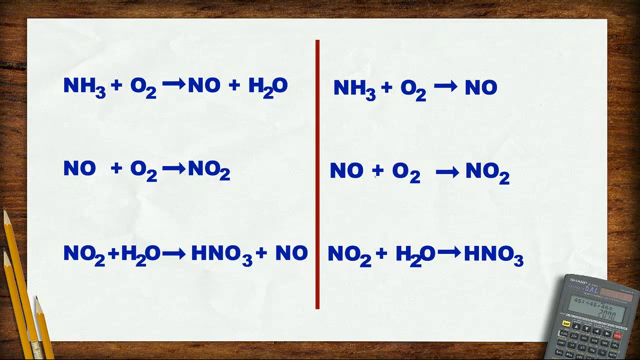 NH₃ + O₂ → NO + H₂O
NO + O₂ → NO₂
NO₂ + H₂O → HNO₃ + NO
NH₃ + O₂ → NO
NO + O₂ → NO₂
NO₂ + H₂O → HNO₃